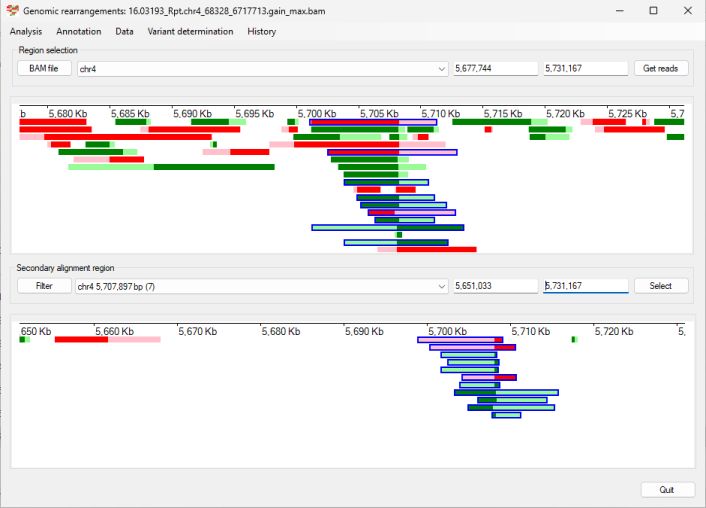 Genomic rearrangements: 16.03193_Rpt.chr4_68328_6717713.gain_max.bam
Analysis Annotation Data Variant determination History
Region selection
BAM file chr4 5,677,744 5,731,167 Get reads
b 5,680 Kb 5,685 Kb 5,690 Kb 5,695 Kb 5,700 Kb 5,705 Kb 5,710 Kb 5,715 Kb 5,720 Kb 5,725 Kb 5,7
Secondary alignment region
Filter chr4 5,707,897 bp (7) 5,651,033 5,731,167 Select
650 Kb 5,660 Kb 5,670 Kb 5,680 Kb 5,690 Kb 5,700 Kb 5,710 Kb 5,720 Kb 5,
Quit